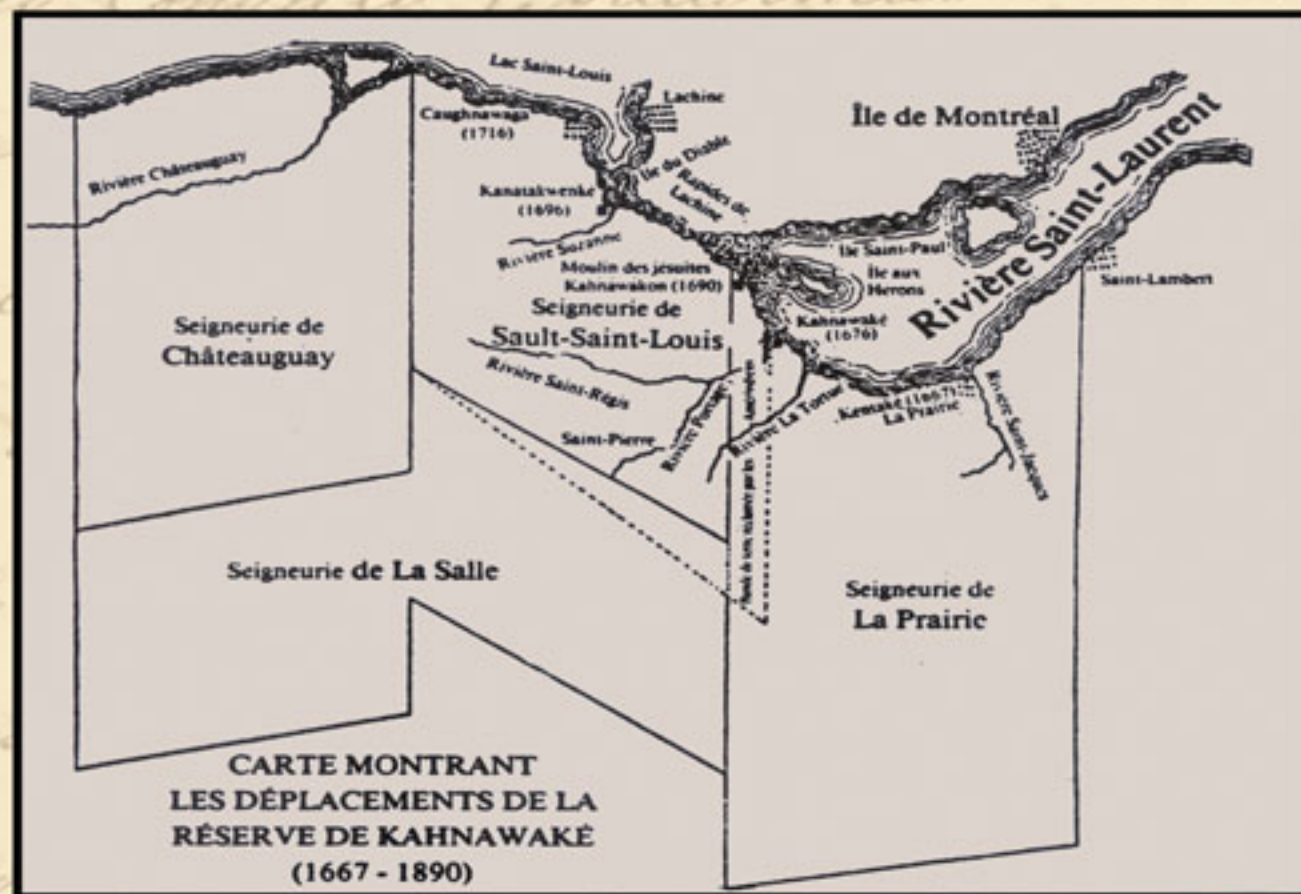 Lac Saint-Louis
Lachine
Caughnawaga
(1716)
Île de Montréal
Rivière Châteauguay
Île du Diable
Rapides de
Lachine
Kanatakwenke
(1696)
Rivière Suzanne
Rivière Saint-Laurent
Île Saint-Paul
Île aux
Herons
Moulin des jésuites
Kahnawakon (1690)
Saint-Lambert
Seigneurie de
Châteauguay
Seigneurie de
Sault-Saint-Louis
Kahnawaké
(1676)
Rivière Saint-Régis
Rivière Portage
Saint-Pierre
Rivière La Tortue
Kentaké (1667)
La Prairie
Rivière Saint-Jacques
Seigneurie de La Salle
Seigneurie de
La Prairie
CARTE MONTRANT
LES DÉPLACEMENTS DE LA
RÉSERVE DE KAHNAWAKÉ
(1667 - 1890)